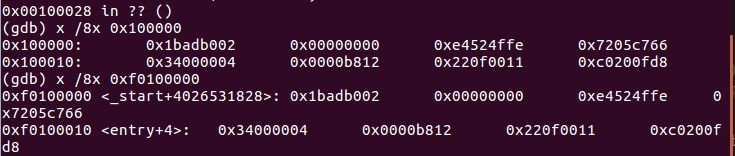 0x00100028 in ?? ()
(gdb) x /8x 0x100000
0x100000: 0x1badb002 0x00000000 0xe4524ffe 0x7205c766
0x100010: 0x34000004 0x0000b812 0x220f0011 0xc0200fd8
(gdb) x /8x 0xf0100000
0xf0100000 <_start+4026531828>: 0x1badb002 0x00000000 0xe4524ffe 0
x7205c766
0xf0100010 <entry+4>: 0x34000004 0x0000b812 0x220f0011 0xc0200f
d8